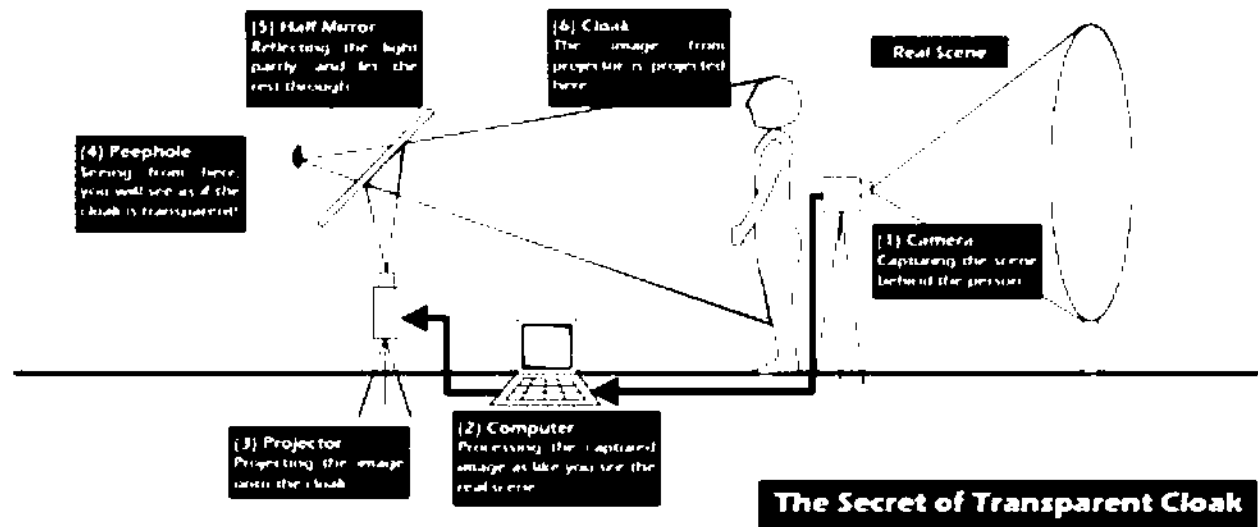 (5) Half Mirror
Reflecting the light
partly and let the
rest through
(6) Cloak
The image from
projector is projected
here
Real Scene
(4) Peephole
Seeing from here,
you will see as if the
cloak is transparent!
(1) Camera
Capturing the scene
behind the person
(3) Projector
Projecting the image
onto the cloak
(2) Computer
Processing the captured
image as like you see the
real scene
The Secret of Transparent Cloak